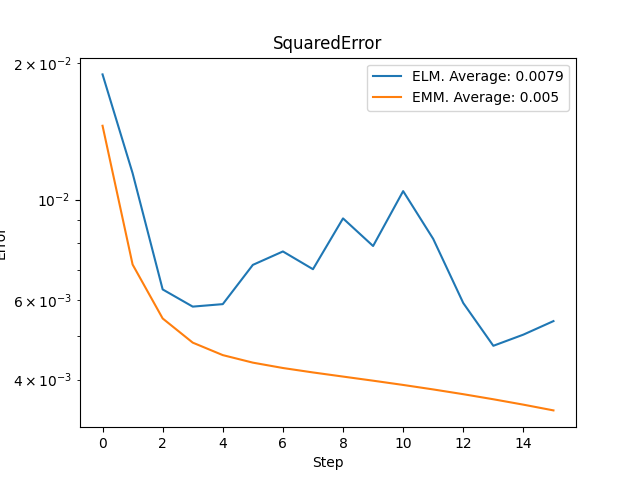 SquaredError
2 × 10⁻²
10⁻²
6 × 10⁻³
4 × 10⁻³
Error
ELM. Average: 0.0079
EMM. Average: 0.005
0 2 4 6 8 10 12 14
Step